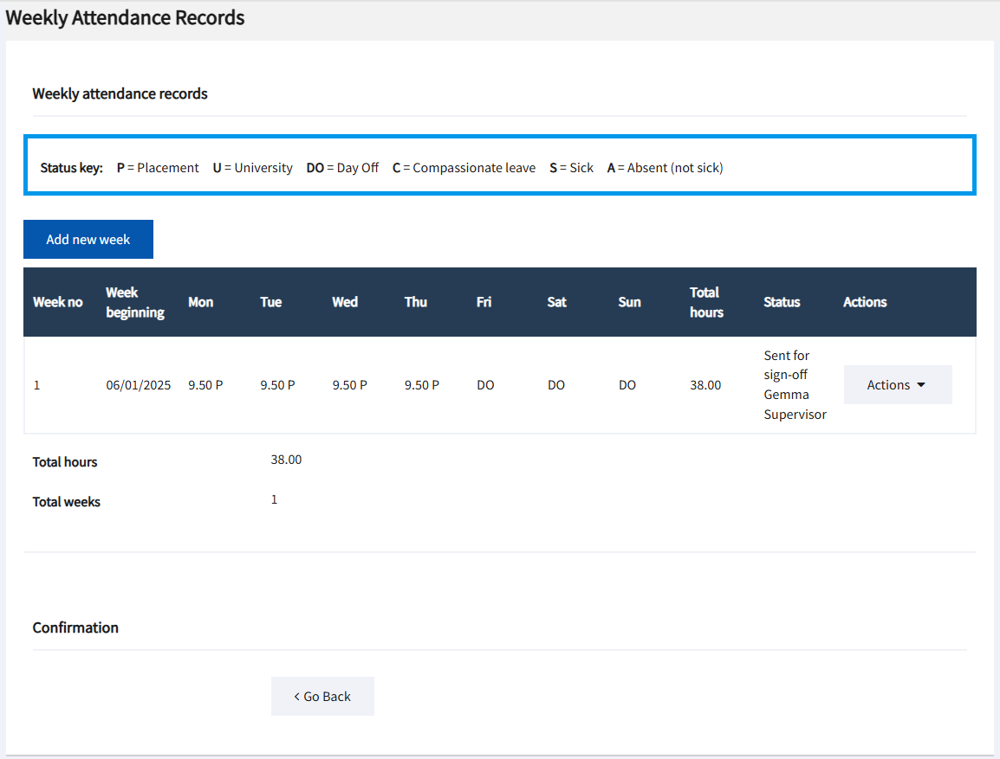 Weekly Attendance Records
Weekly attendance records
Status key: P = Placement U = University DO = Day Off C = Compassionate leave S = Sick A = Absent (not sick)
Add new week
Week no Week beginning Mon Tue Wed Thu Fri Sat Sun Total hours Status Actions
1 06/01/2025 9.50 P 9.50 P 9.50 P 9.50 P DO DO DO 38.00 Sent for sign-off Gemma Supervisor Actions
Total hours 38.00
Total weeks 1
Confirmation
< Go Back